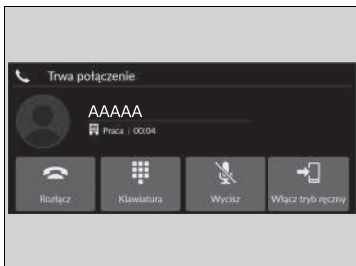 Trwa połączenie
AAAAA
Praca | 00:04
Rozłącz
Klawiatura
Wycisz
Włącz tryb ręczny